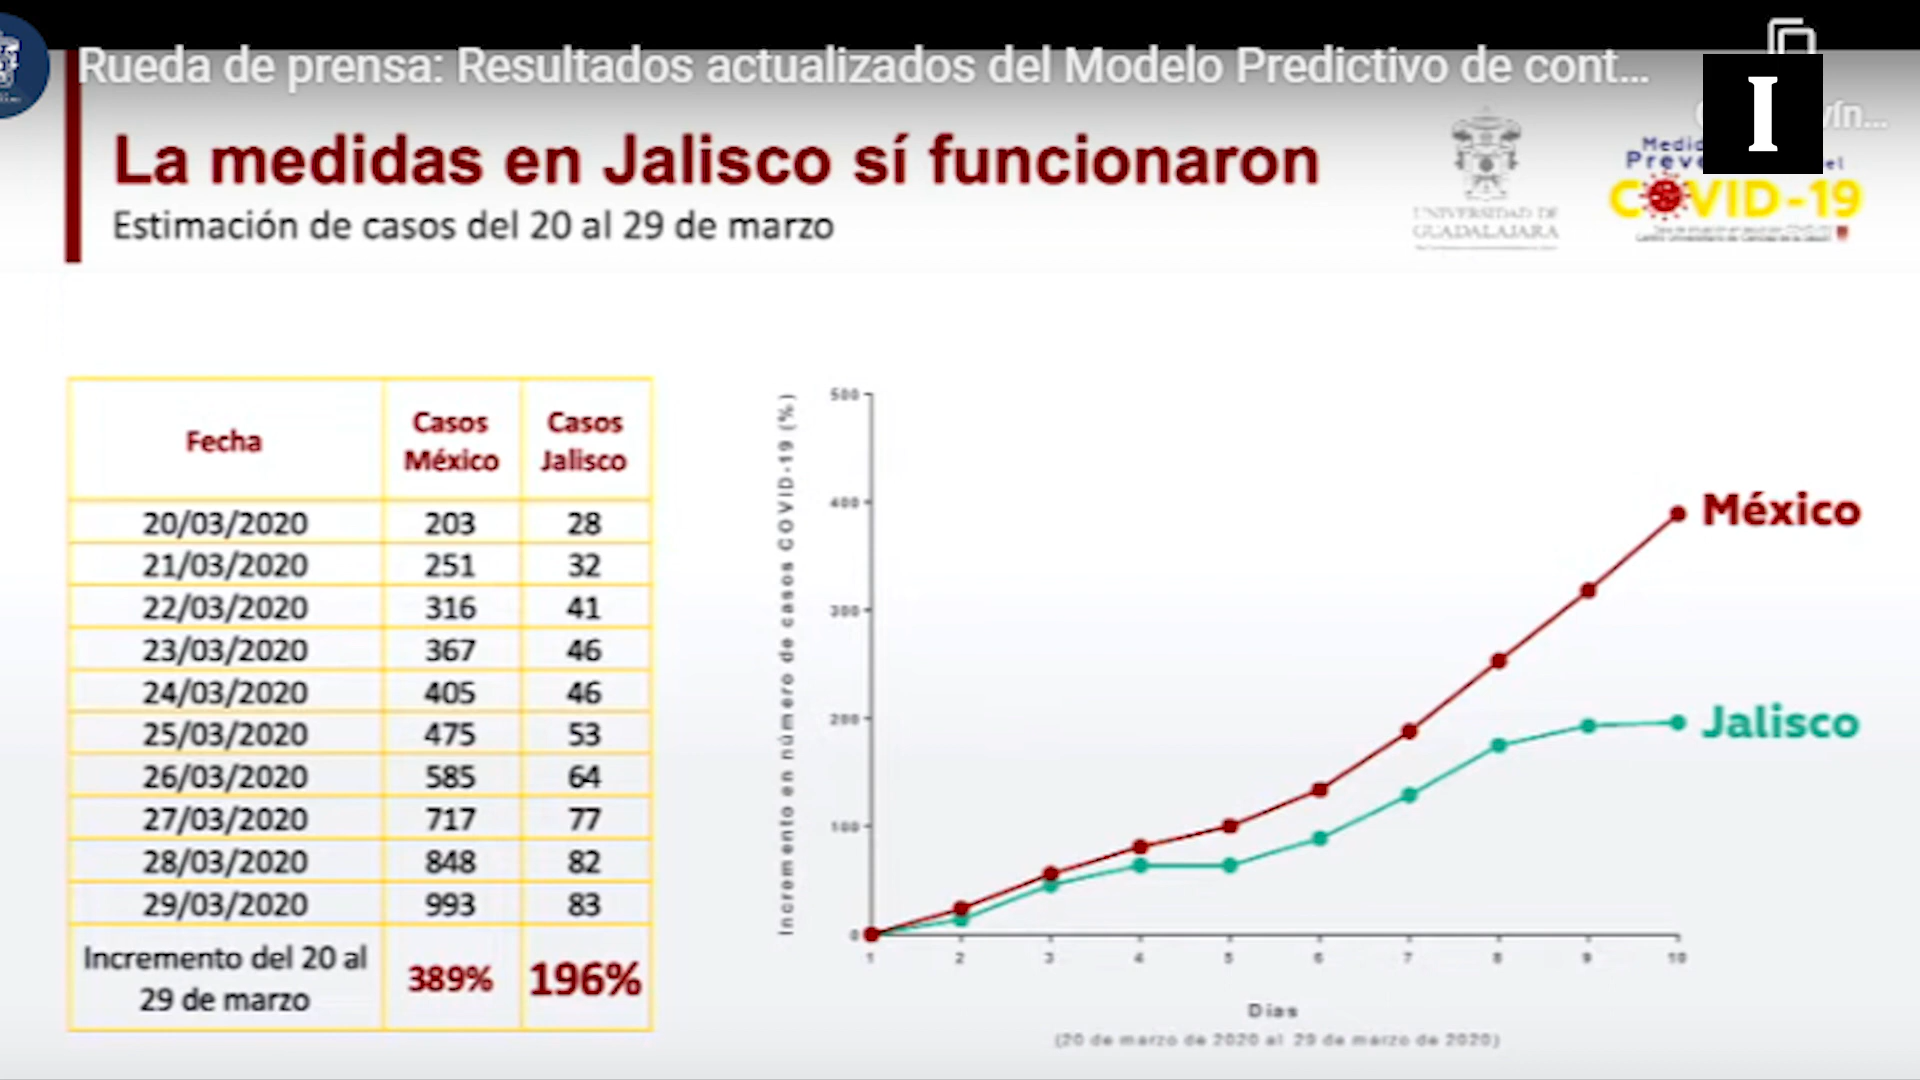 Rueda de prensa: Resultados actualizados del Modelo Predictivo de cont...
I
La medidas en Jalisco sí funcionaron
Estimación de casos del 20 al 29 de marzo
UNIVERSIDAD DE
GUADALAJARA
COVID-19
Fecha Casos México Casos Jalisco
20/03/2020 203 28
21/03/2020 251 32
22/03/2020 316 41
23/03/2020 367 46
24/03/2020 405 46
25/03/2020 475 53
26/03/2020 585 64
27/03/2020 717 77
28/03/2020 848 82
29/03/2020 993 83
Incremento del 20 al 29 de marzo 389% 196%
Incremento en número de casos COVID-19 (%)
500
400
300
200
100
0
México
Jalisco
1 2 3 4 5 6 7 8 9 10
Días
(20 de marzo de 2020 al 29 de marzo de 2020)